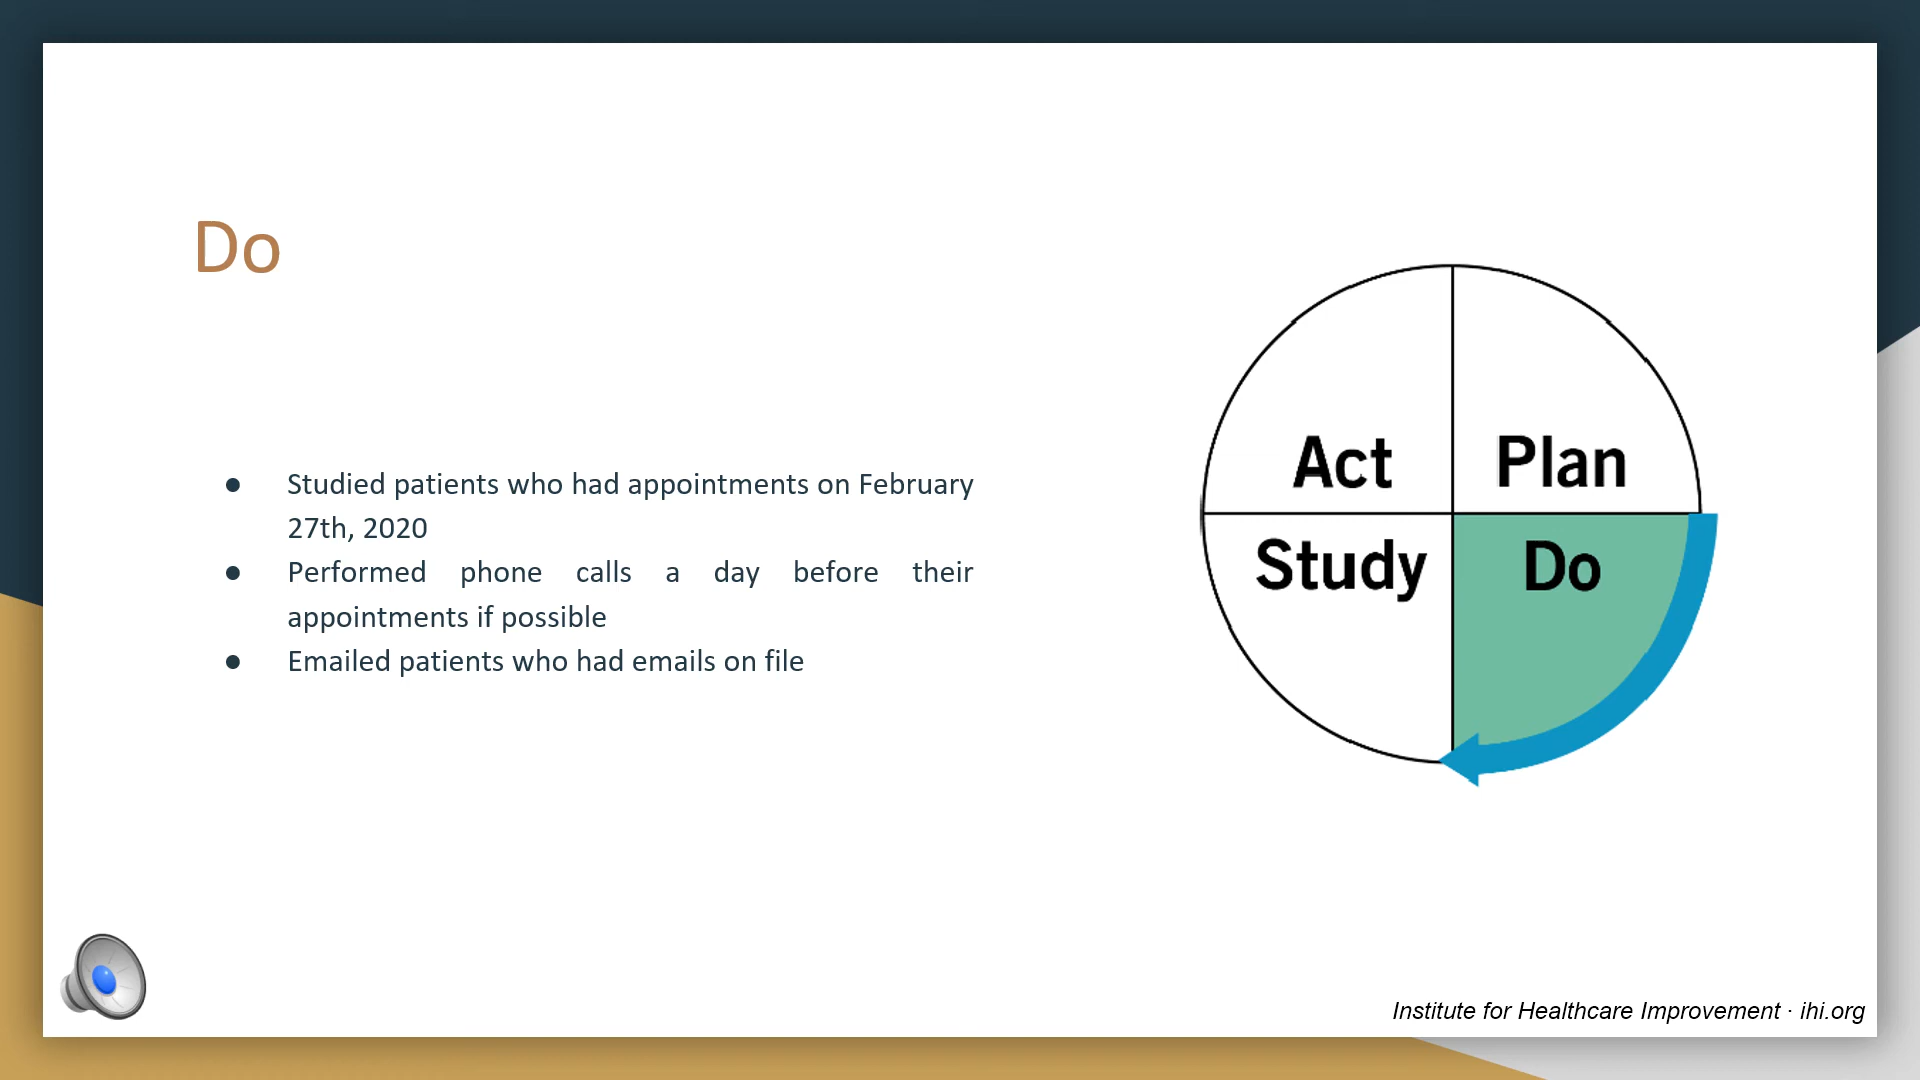 Do
● Studied patients who had appointments on February
27th, 2020
● Performed phone calls a day before their
appointments if possible
● Emailed patients who had emails on file
Act
Plan
Study
Do
Institute for Healthcare Improvement · ihi.org